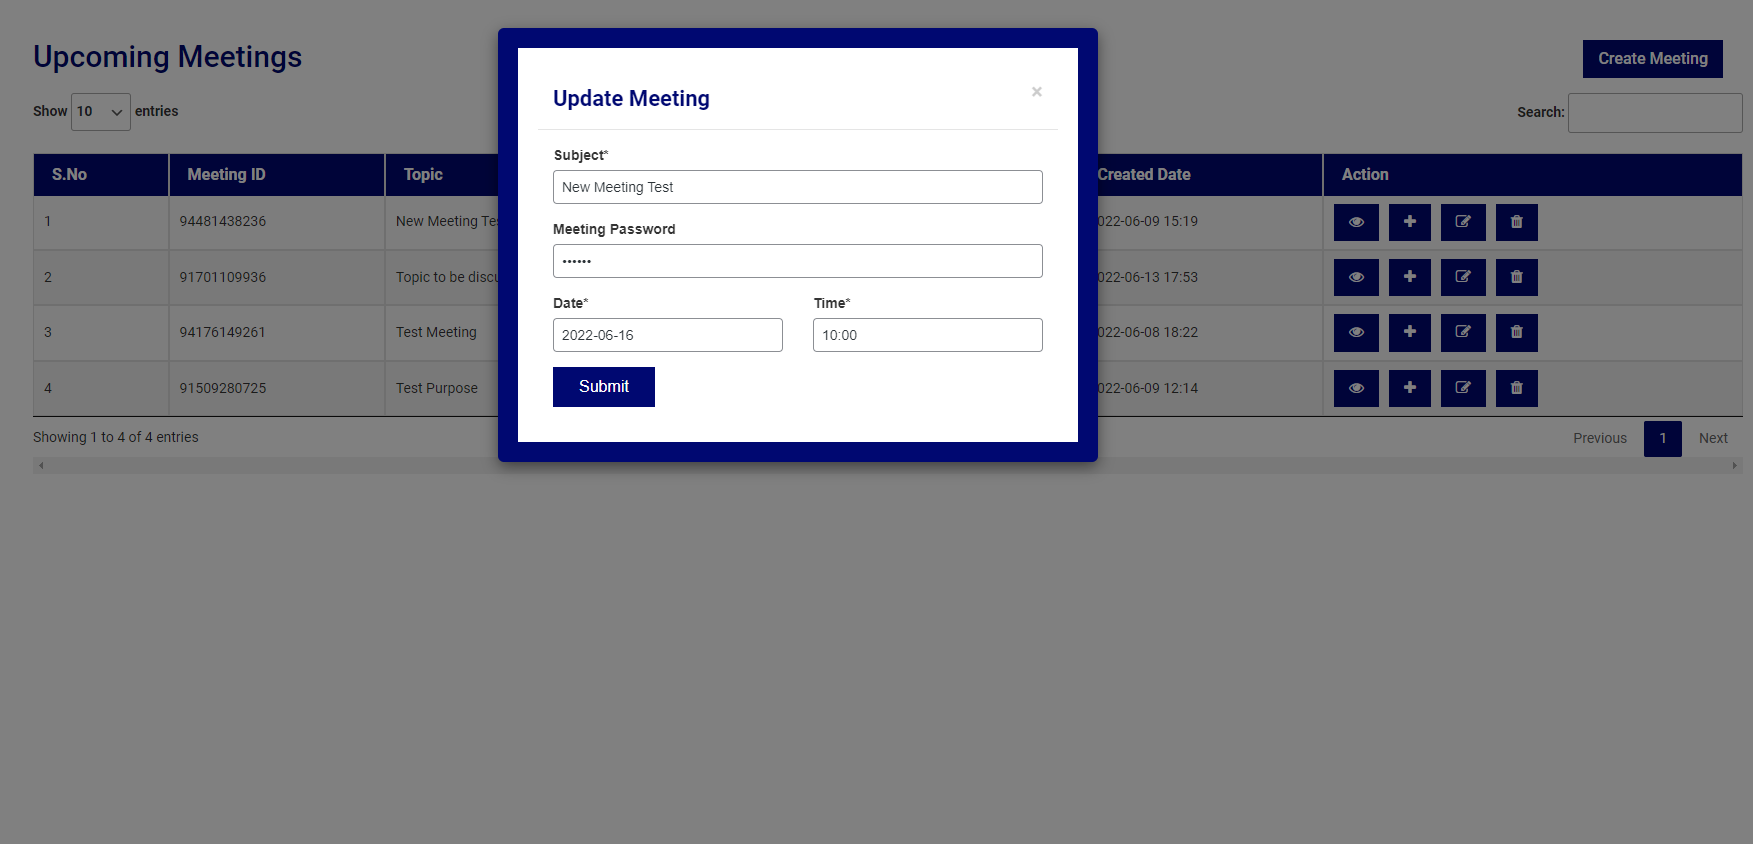 Upcoming Meetings
Create Meeting
Show 10 entries
Search:
Update Meeting
×
Subject*
New Meeting Test
Meeting Password
••••••
Date* Time*
2022-06-16 10:00
Submit
S.No Meeting ID Topic Created Date Action
1 94481438236 New Meeting Tes 022-06-09 15:19
2 91701109936 Topic to be discu 022-06-13 17:53
3 94176149261 Test Meeting 022-06-08 18:22
4 91509280725 Test Purpose 022-06-09 12:14
Showing 1 to 4 of 4 entries
Previous 1 Next